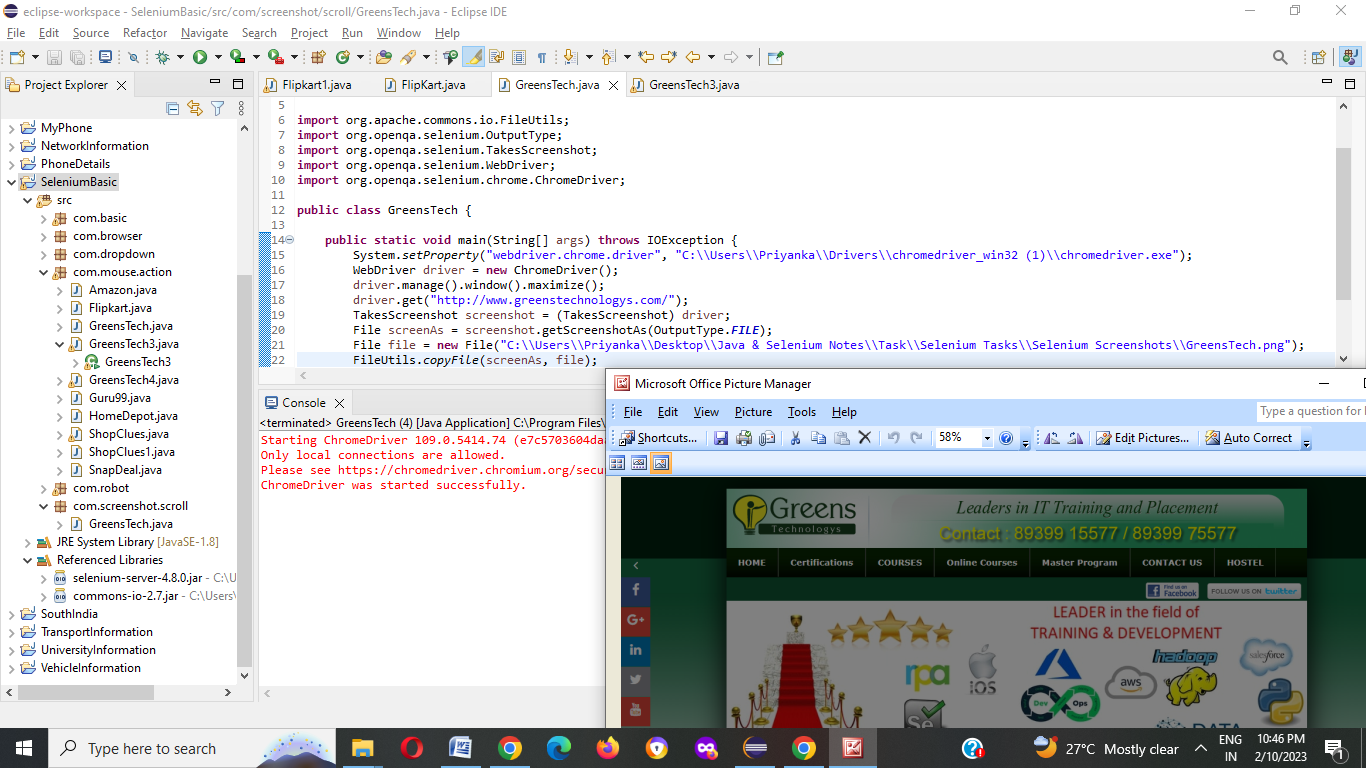 eclipse-workspace - SeleniumBasic/src/com/screenshot/scroll/GreensTech.java - Eclipse IDE
File Edit Source Refactor Navigate Search Project Run Window Help
Project Explorer
MyPhone
NetworkInformation
PhoneDetails
SeleniumBasic
src
com.basic
com.browser
com.dropdown
com.mouse.action
Amazon.java
Flipkart.java
GreensTech.java
GreensTech3.java
GreensTech3
GreensTech4.java
Guru99.java
HomeDepot.java
ShopClues.java
ShopClues1.java
SnapDeal.java
com.robot
com.screenshot.scroll
GreensTech.java
JRE System Library [JavaSE-1.8]
Referenced Libraries
selenium-server-4.8.0.jar - C:\U
commons-io-2.7.jar - C:\Users\
SouthIndia
TransportInformation
UniversityInformation
VehicleInformation
Flipkart1.java FlipKart.java GreensTech.java GreensTech3.java
5
6 import org.apache.commons.io.FileUtils;
7 import org.openqa.selenium.OutputType;
8 import org.openqa.selenium.TakesScreenshot;
9 import org.openqa.selenium.WebDriver;
10 import org.openqa.selenium.chrome.ChromeDriver;
11
12 public class GreensTech {
13
14 public static void main(String[] args) throws IOException {
15 System.setProperty("webdriver.chrome.driver", "C:\\Users\\Priyanka\\Drivers\\chromedriver_win32 (1)\\chromedriver.exe");
16 WebDriver driver = new ChromeDriver();
17 driver.manage().window().maximize();
18 driver.get("http://www.greenstechnologys.com/");
19 TakesScreenshot screenshot = (TakesScreenshot) driver;
20 File screenAs = screenshot.getScreenshotAs(OutputType.FILE);
21 File file = new File("C:\\Users\\Priyanka\\Desktop\\Java & Selenium Notes\\Task\\Selenium Tasks\\Selenium Screenshots\\GreensTech.png");
22 FileUtils.copyFile(screenAs, file);
Console
<terminated> GreensTech (4) [Java Application] C:\Program Files\
Starting ChromeDriver 109.0.5414.74 (e7c5703604daa
Only local connections are allowed.
Please see https://chromedriver.chromium.org/secu
ChromeDriver was started successfully.
Microsoft Office Picture Manager
File Edit View Picture Tools Help
Type a question for
Shortcuts... 58% Edit Pictures... Auto Correct
Greens
Technologys
Leaders in IT Training and Placement
Contact : 89399 15577 / 89399 75577
HOME Certifications COURSES Online Courses Master Program CONTACT US HOSTEL
Find us on Facebook FOLLOW US ON twitter
LEADER in the field of
TRAINING & DEVELOPMENT
rpa iOS aws hadoop salesforce
Dev Ops
Se
DATA
Type here to search
27°C Mostly clear
ENG
IN
10:46 PM
2/10/2023
1